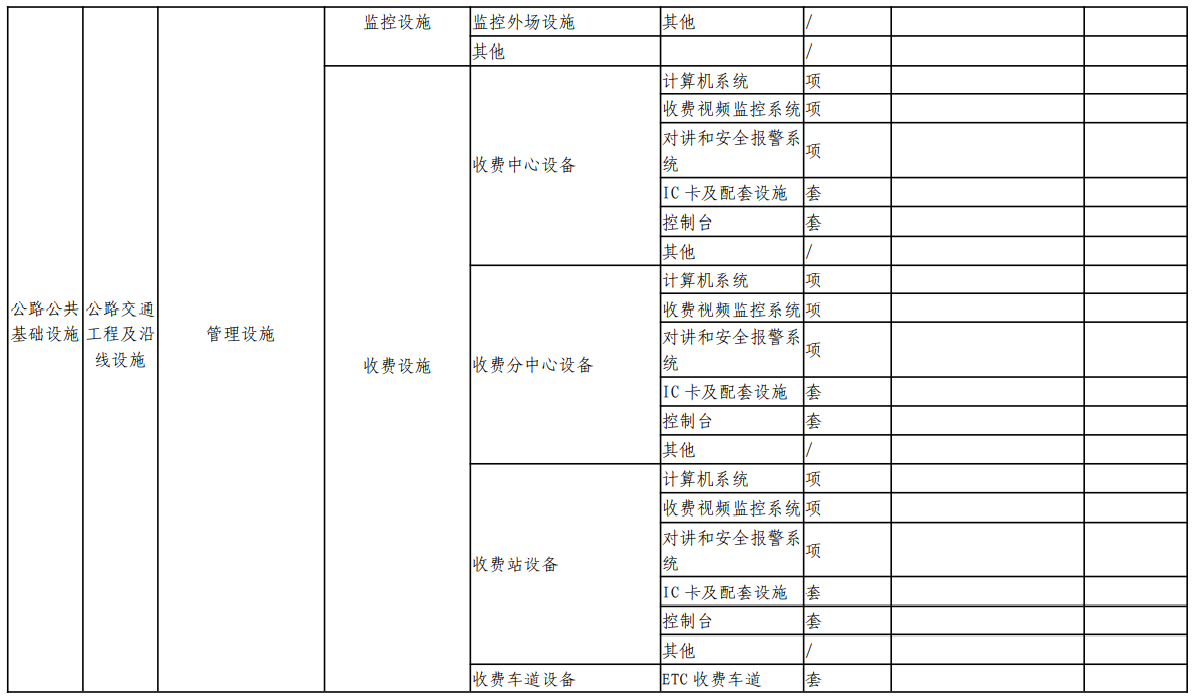 监控设施
监控外场设施
其他
/
其他
/
公路公共
基础设施
公路交通
工程及沿
线设施
管理设施
收费设施
收费中心设备
计算机系统
项
收费视频监控系统
项
对讲和安全报警系
统
项
IC 卡及配套设施
套
控制台
套
其他
/
收费分中心设备
计算机系统
项
收费视频监控系统
项
对讲和安全报警系
统
项
IC 卡及配套设施
套
控制台
套
其他
/
收费站设备
计算机系统
项
收费视频监控系统
项
对讲和安全报警系
统
项
IC 卡及配套设施
套
控制台
套
其他
/
收费车道设备
ETC 收费车道
套